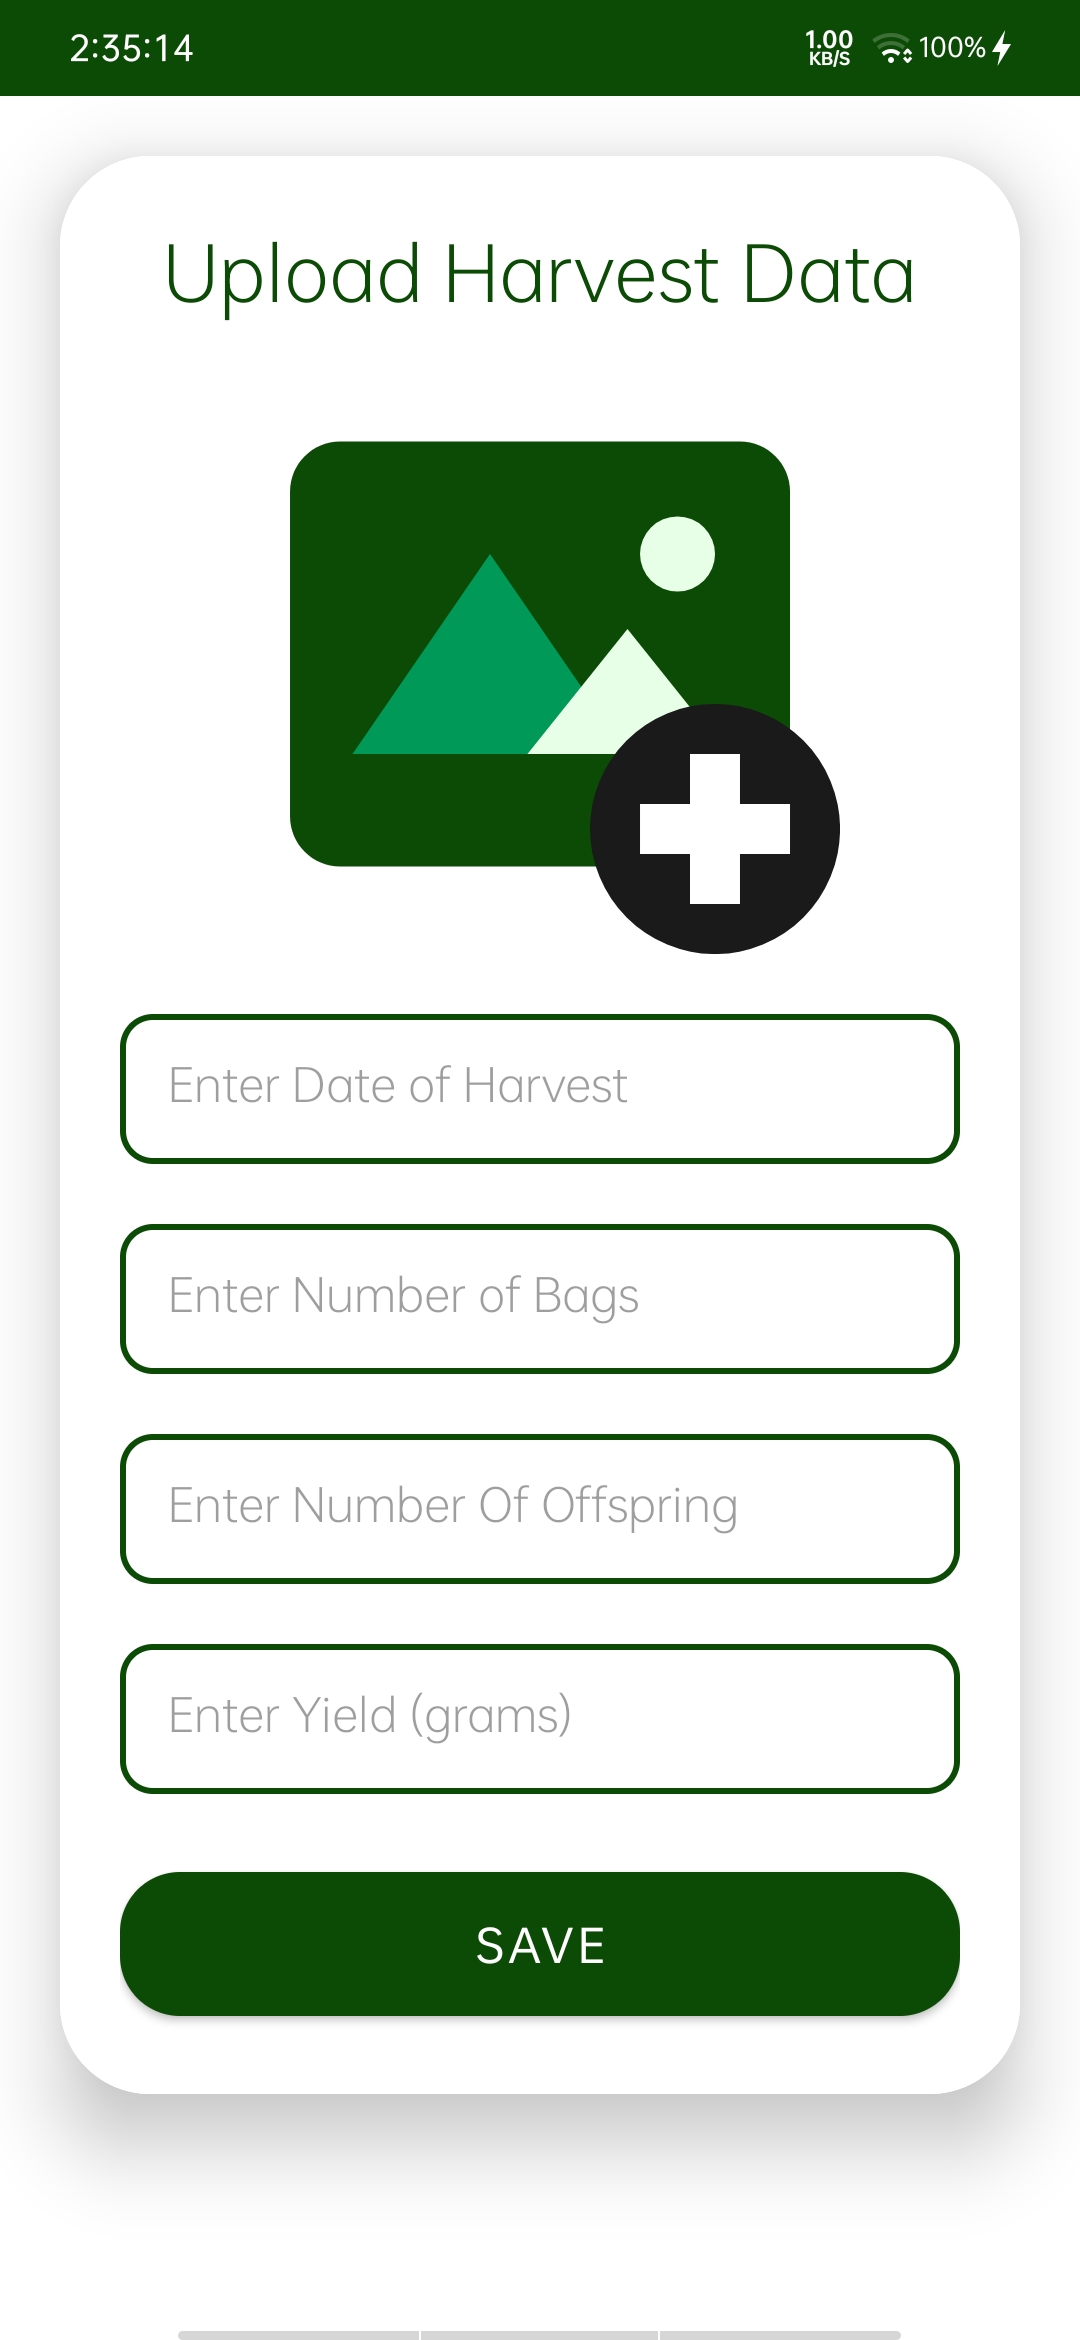 2:35:14
1.00
KB/S
100%
Upload Harvest Data
Enter Date of Harvest
Enter Number of Bags
Enter Number Of Offspring
Enter Yield (grams)
SAVE